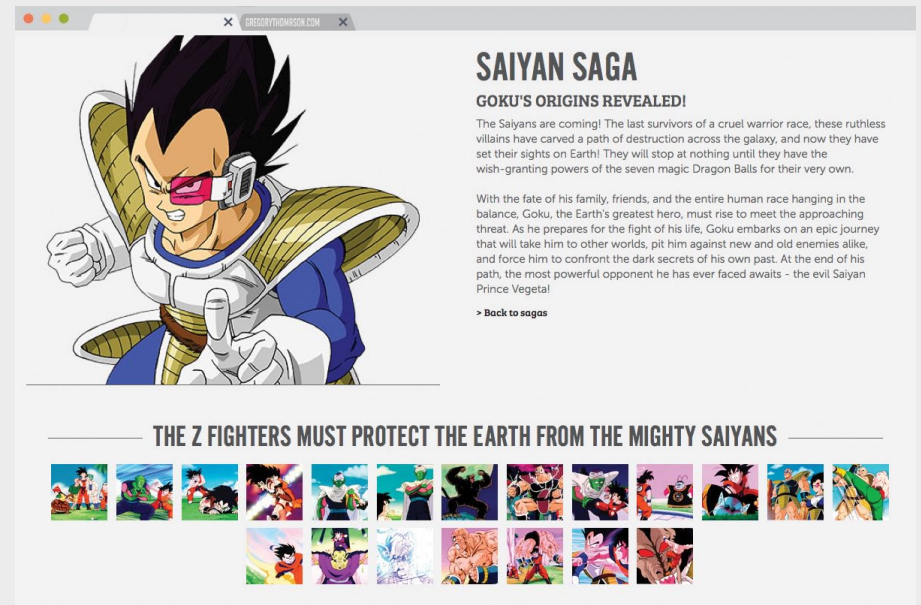 GREGORYTHOMASON.COM
SAIYAN SAGA
GOKU'S ORIGINS REVEALED!
The Saiyans are coming! The last survivors of a cruel warrior race, these ruthless
villains have carved a path of destruction across the galaxy, and now they have
set their sights on Earth! They will stop at nothing until they have the
wish-granting powers of the seven magic Dragon Balls for their very own.
With the fate of his family, friends, and the entire human race hanging in the
balance, Goku, the Earth's greatest hero, must rise to meet the approaching
threat. As he prepares for the fight of his life, Goku embarks on an epic journey
that will take him to other worlds, pit him against new and old enemies alike,
and force him to confront the dark secrets of his own past. At the end of his
path, the most powerful opponent he has ever faced awaits - the evil Saiyan
Prince Vegeta!
> Back to sagas
THE Z FIGHTERS MUST PROTECT THE EARTH FROM THE MIGHTY SAIYANS